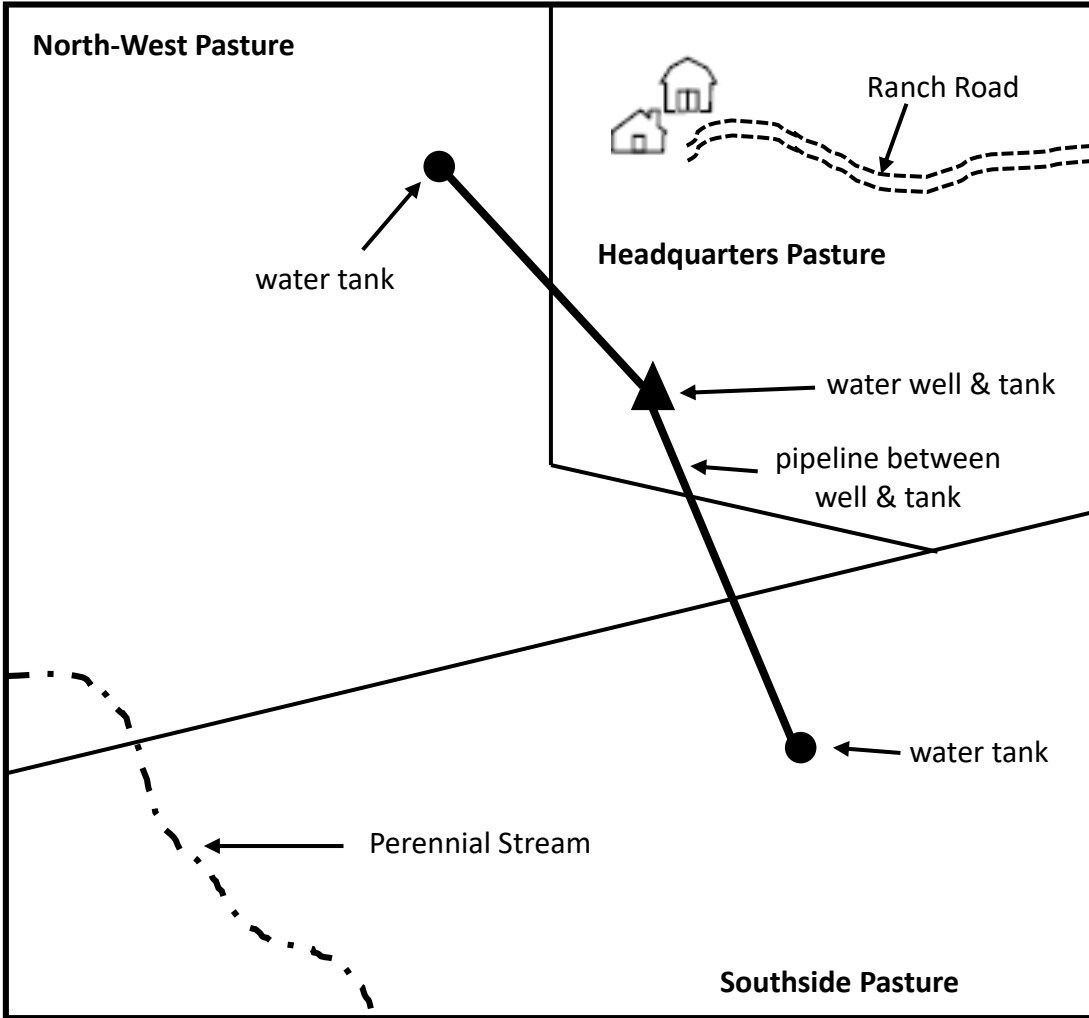 North-West Pasture
Ranch Road
water tank
Headquarters Pasture
water well & tank
pipeline between
well & tank
water tank
Perennial Stream
Southside Pasture